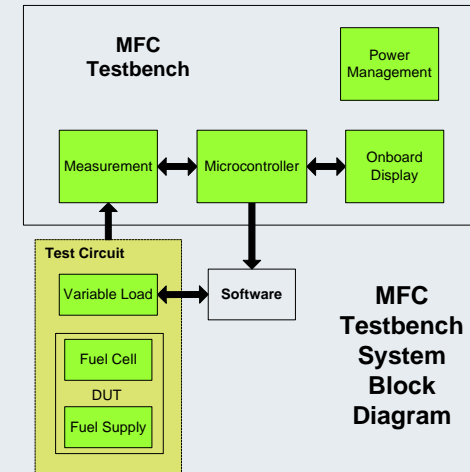 MFC
Testbench
Power
Management
Measurement
Microcontroller
Onboard
Display
Test Circuit
Variable Load
Software
Fuel Cell
DUT
Fuel Supply
MFC
Testbench
System
Block
Diagram